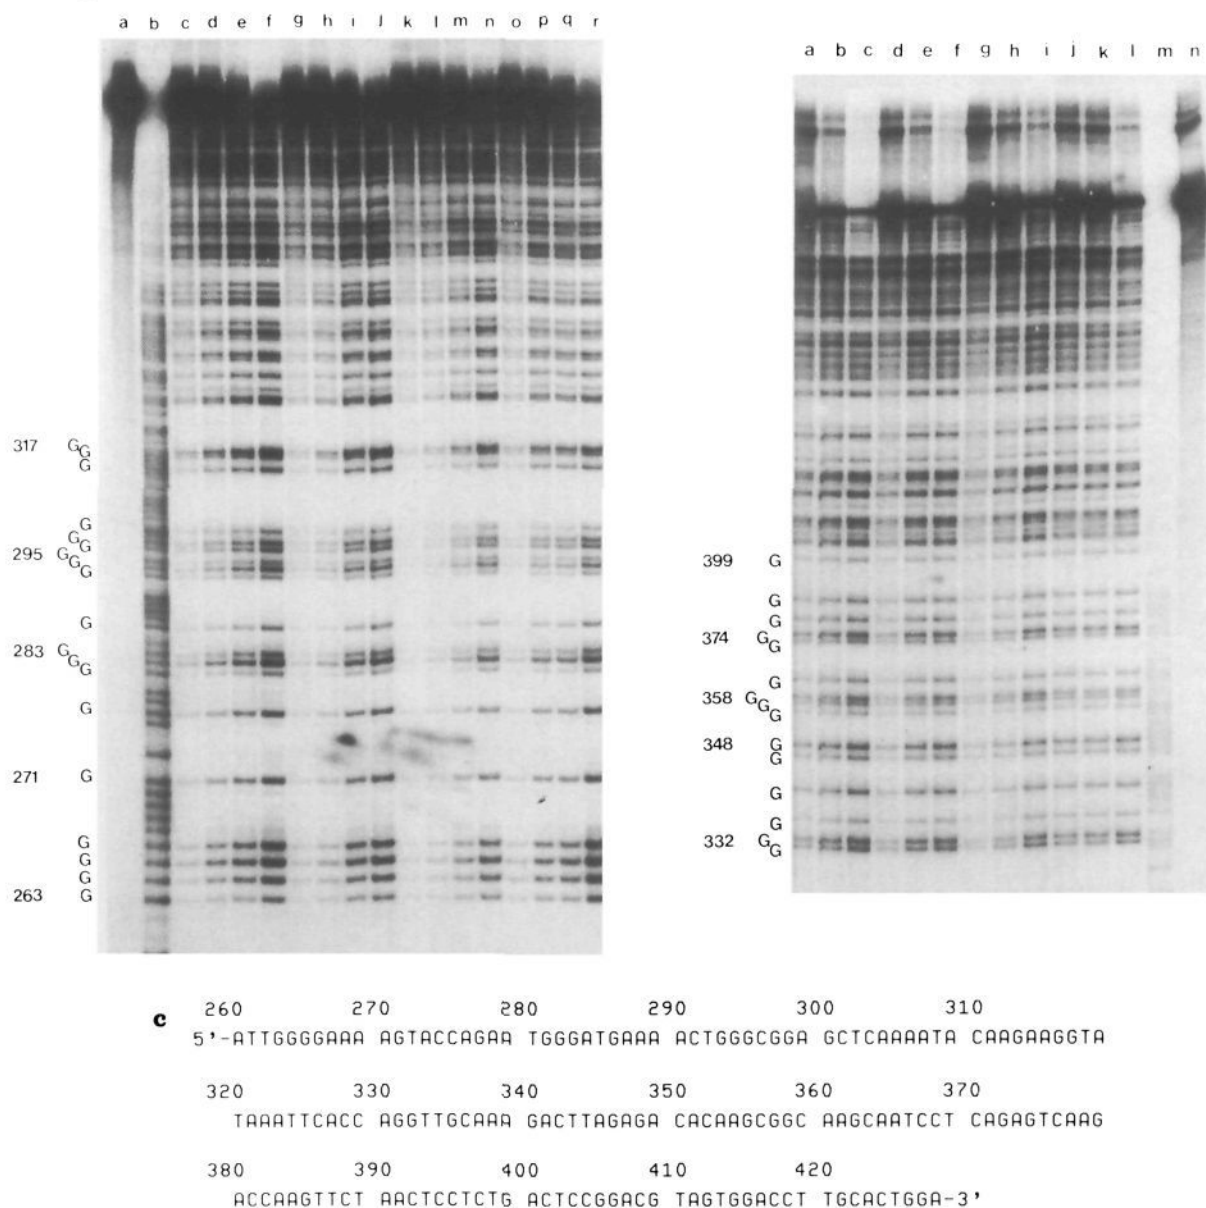 a b c d e f g h i j k l m n o p q r
a b c d e f g h i j k l m n
317 G G
G
G
G G
295 G G
G
G
283 G G
G
G
271 G
G
G
G
263 G
399 G
G
G
374 G G
G
358 G G
G
348 G
G
G
G
332 G G
c
260 270 280 290 300 310
5'-ATTGGGGAAA AGTACCAGAA TGGGATGAAA ACTGGGCGGA GCTCAAAATA CAAGAAGGTA
320 330 340 350 360 370
TAAATTCACC AGGTTGCAAA GACTTAGAGA CACAAGCGGC AAGCAATCCT CAGAGTCAAG
380 390 400 410 420
ACCAAGTTCT AACTCCTCTG ACTCCGGACG TAGTGGACCT TGCACTGGA-3'